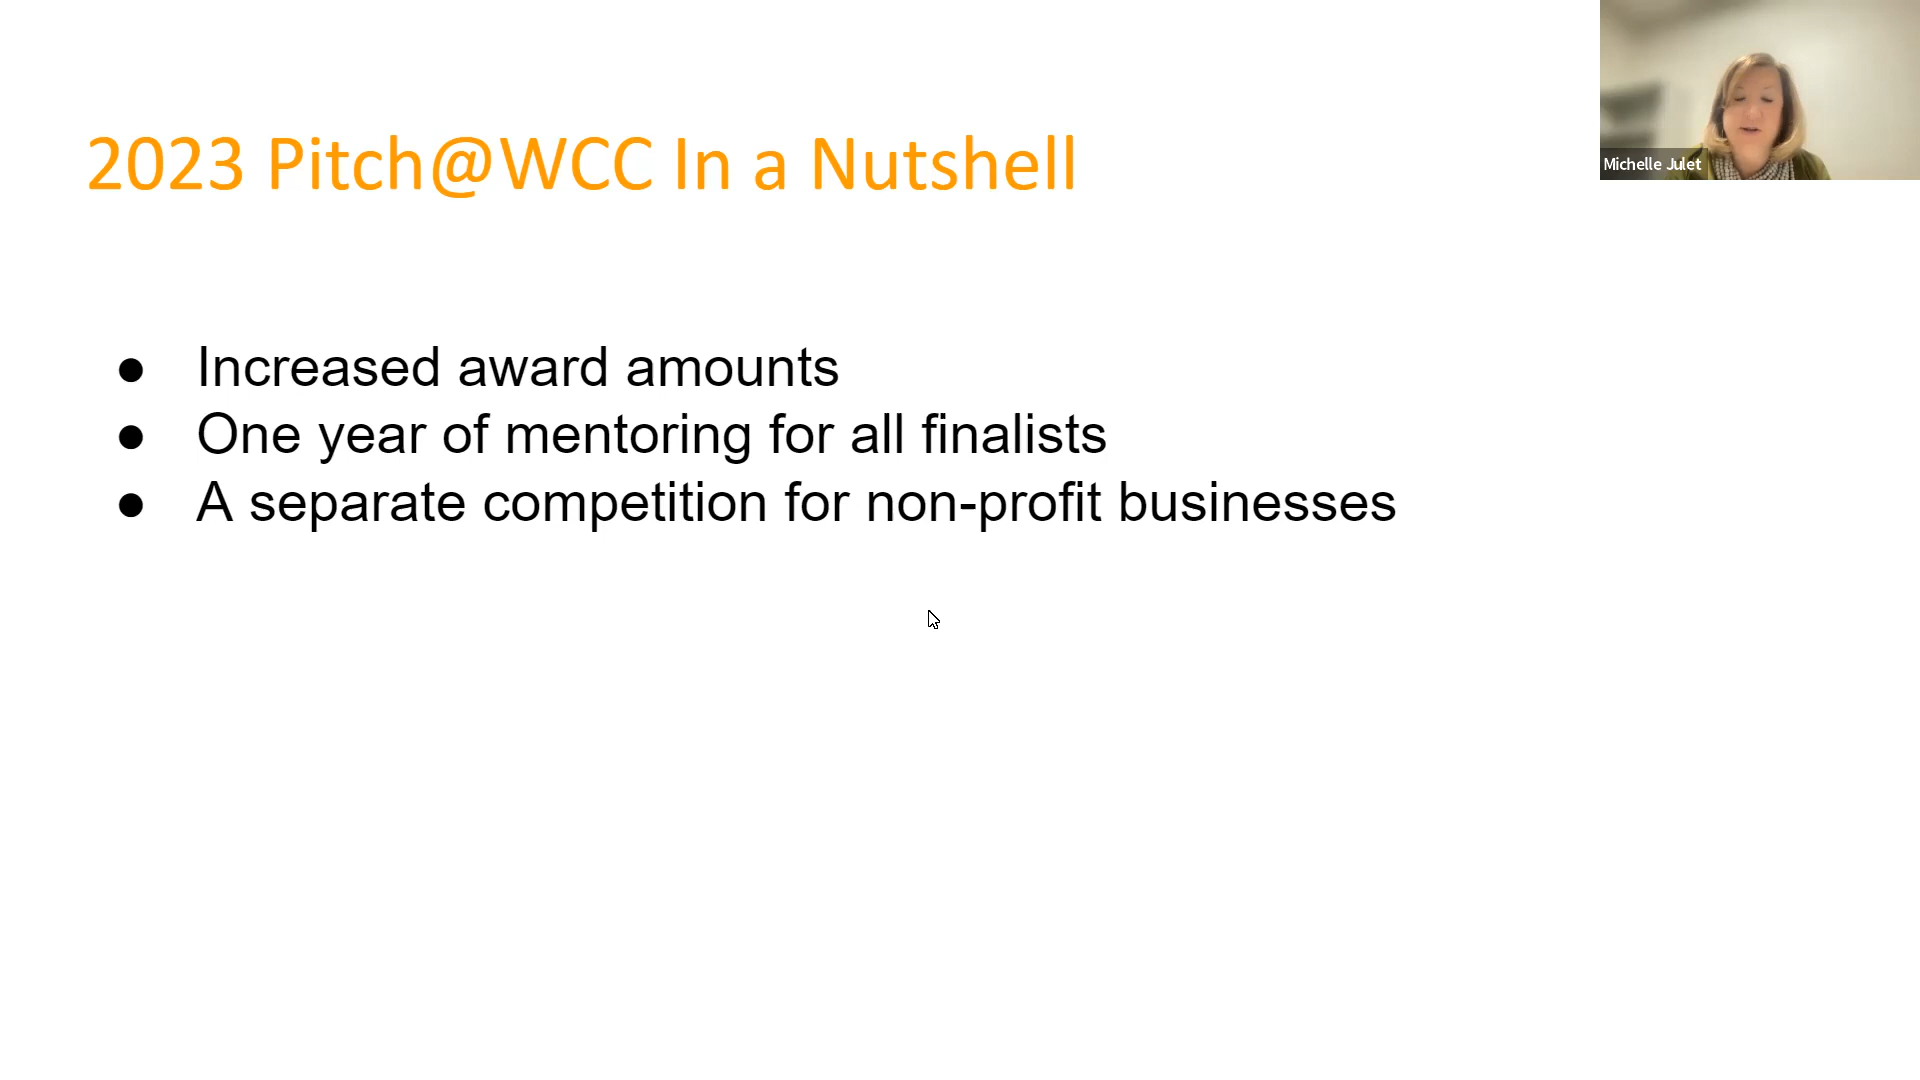 2023 Pitch@WCC In a Nutshell
Michelle Julet
● Increased award amounts
● One year of mentoring for all finalists
● A separate competition for non-profit businesses